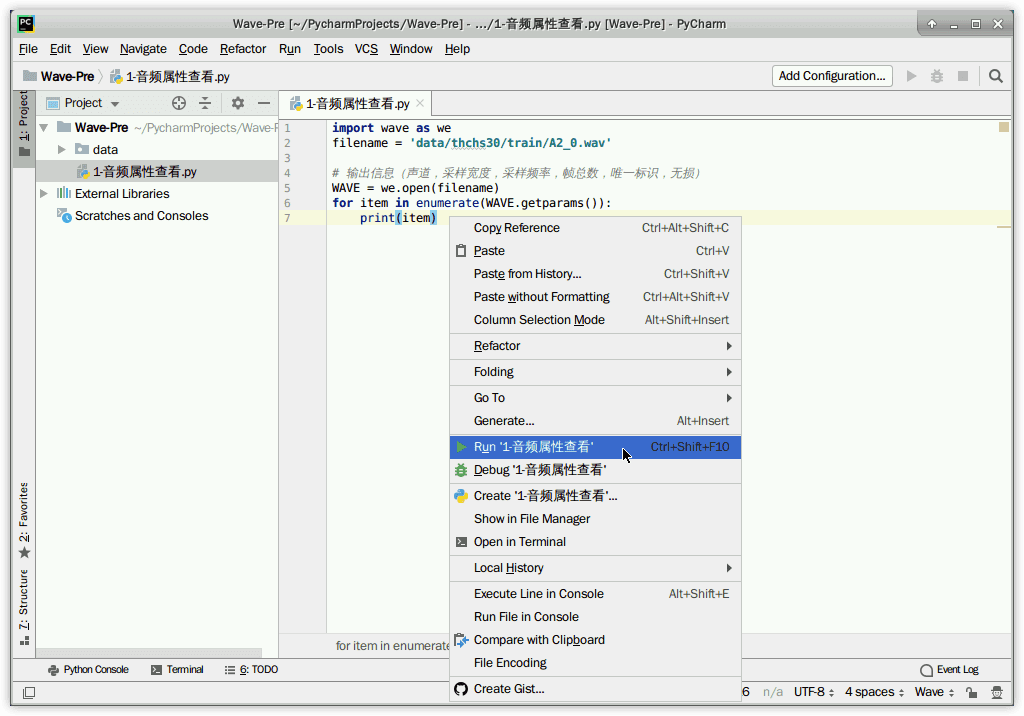 Wave-Pre [~/PycharmProjects/Wave-Pre] - .../1-音频属性查看.py [Wave-Pre] - PyCharm
File Edit View Navigate Code Refactor Run Tools VCS Window Help
Wave-Pre 1-音频属性查看.py Add Configuration...
1: Project
Project
1-音频属性查看.py
Wave-Pre ~/PycharmProjects/Wave-P
data
1-音频属性查看.py
External Libraries
Scratches and Consoles
1 import wave as we
2 filename = 'data/thchs30/train/A2_0.wav'
3
4 # 输出信息（声道，采样宽度，采样频率，帧总数，唯一标识，无损）
5 WAVE = we.open(filename)
6 for item in enumerate(WAVE.getparams()):
7 print(item)
Copy Reference Ctrl+Alt+Shift+C
Paste Ctrl+V
Paste from History... Ctrl+Shift+V
Paste without Formatting Ctrl+Alt+Shift+V
Column Selection Mode Alt+Shift+Insert
Refactor
Folding
Go To
Generate... Alt+Insert
Run '1-音频属性查看' Ctrl+Shift+F10
Debug '1-音频属性查看'
Create '1-音频属性查看'...
Show in File Manager
Open in Terminal
Local History
Execute Line in Console Alt+Shift+E
Run File in Console
Compare with Clipboard
File Encoding
Create Gist...
2: Favorites
7: Structure
for item in enumerate
Python Console Terminal 6: TODO Event Log
6 n/a UTF-8 4 spaces Wave